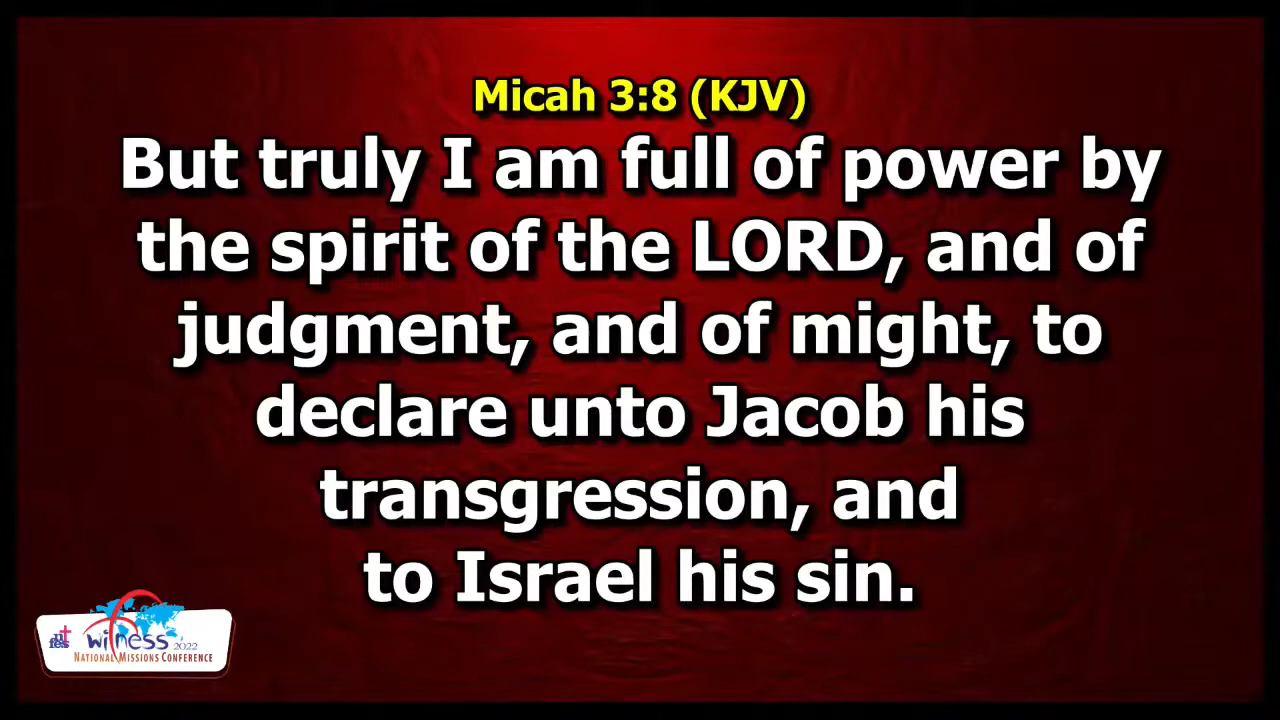 Micah 3:8 (KJV)
But truly I am full of power by
the spirit of the LORD, and of
judgment, and of might, to
declare unto Jacob his
transgression, and
to Israel his sin.
witness 2022
NATIONAL MISSIONS CONFERENCE